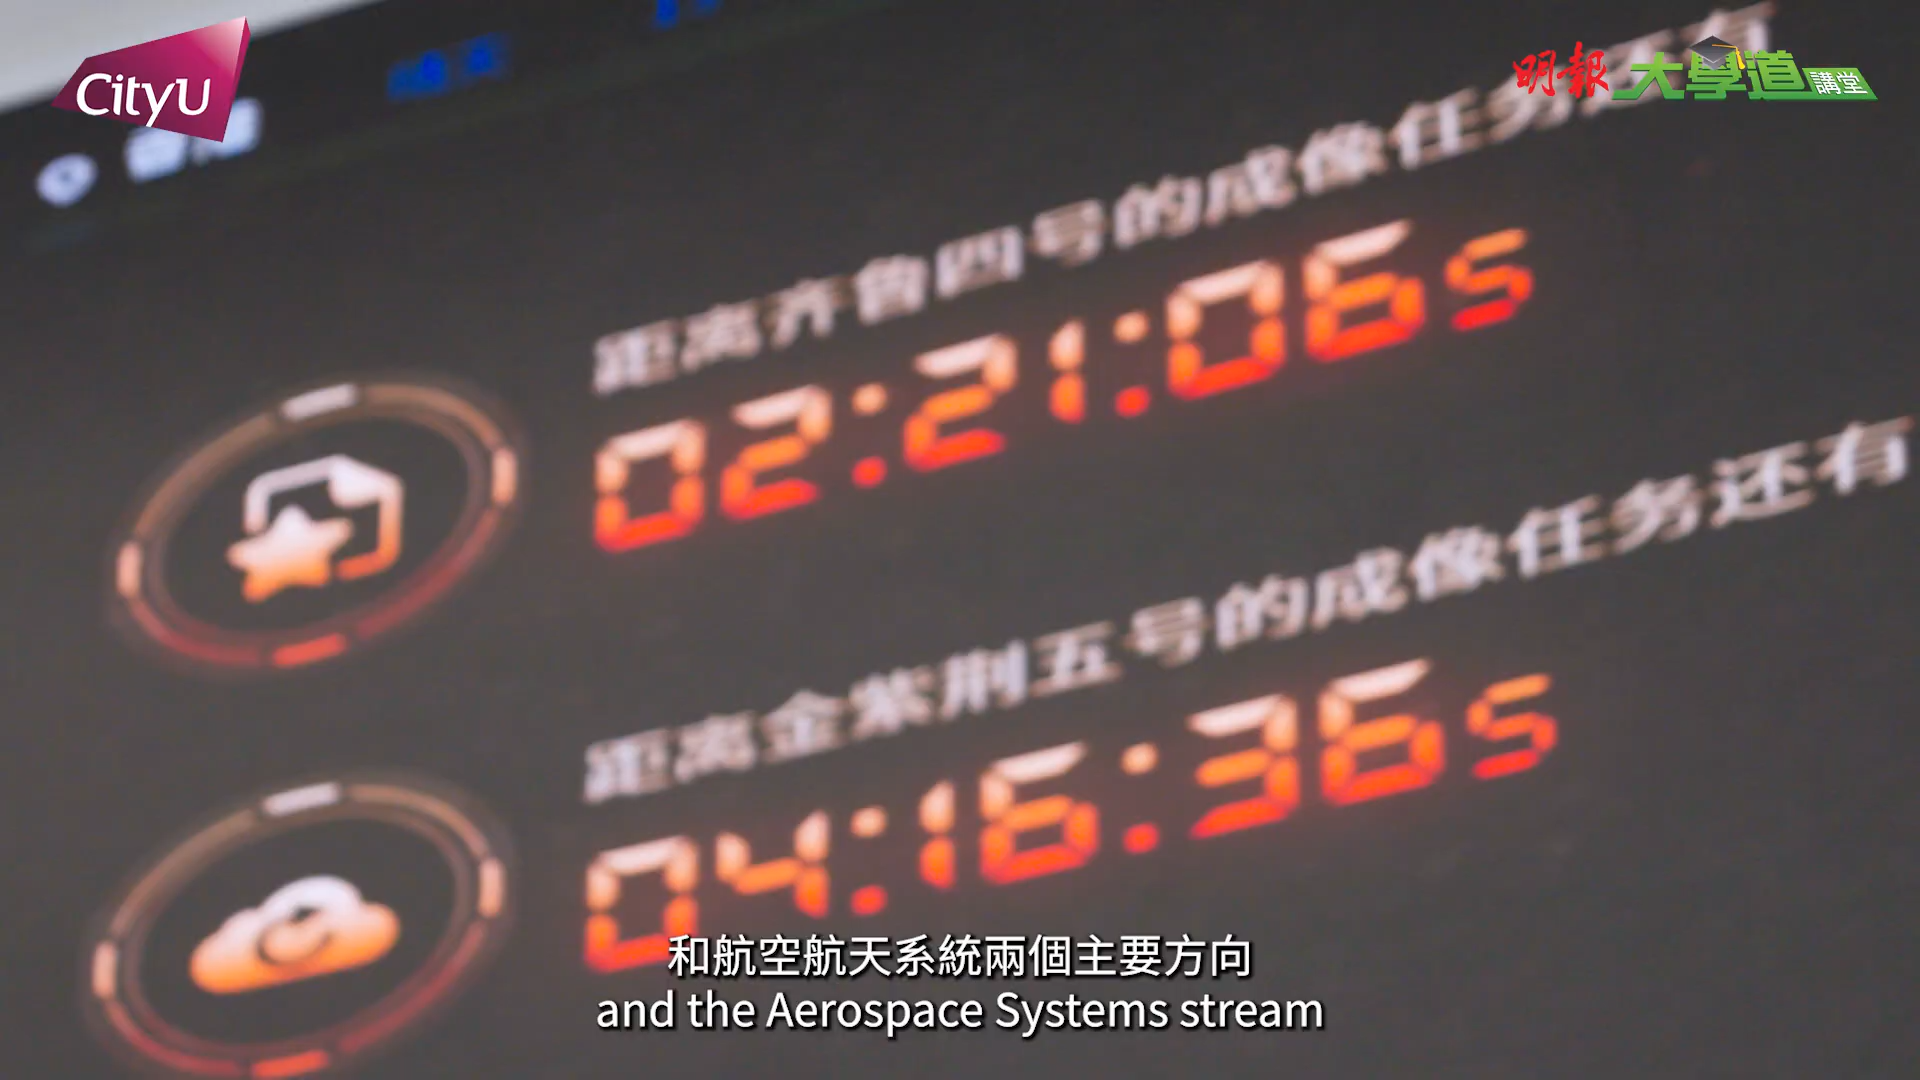 CityU
明報 大學道 講堂
距离齐鲁四号的成像任务还有
02:21:06s
距离金紫荆五号的成像任务还有
04:16:36s
和航空航天系統兩個主要方向
and the Aerospace Systems stream